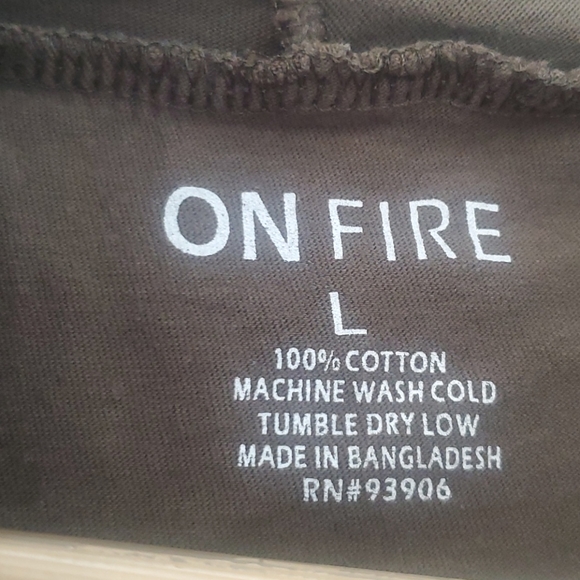 ON FIRE
L
100% COTTON
MACHINE WASH COLD
TUMBLE DRY LOW
MADE IN BANGLADESH
RN#93906